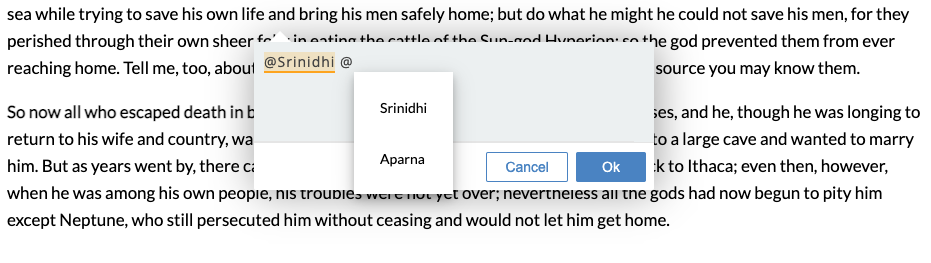 sea while trying to save his own life and bring his men safely home; but do what he might he could not save his men, for they
perished through their own sheer folly in eating the cattle of the Sun-god Hyperion; so the god prevented them from ever
reaching home. Tell me, too, about source you may know them.
@Srinidhi @
Srinidhi
Aparna
Cancel
Ok
So now all who escaped death in b ses, and he, though he was longing to
return to his wife and country, wa to a large cave and wanted to marry
him. But as years went by, there ca ck to Ithaca; even then, however,
when he was among his own people, his troubles were not yet over; nevertheless all the gods had now begun to pity him
except Neptune, who still persecuted him without ceasing and would not let him get home.